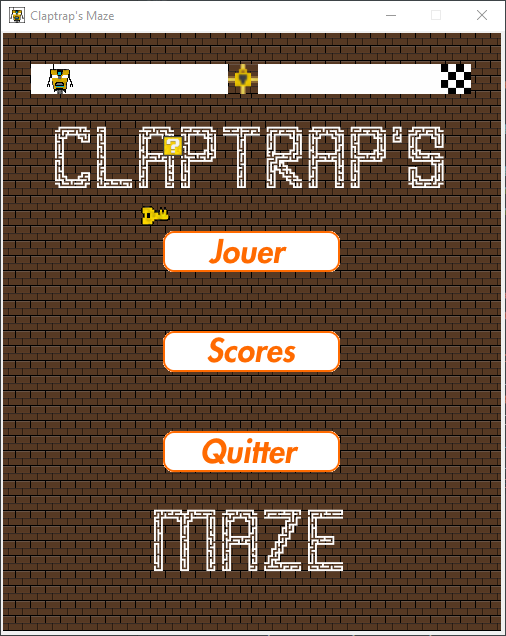 Claptrap's Maze
CLAPTRAP'S
?
Jouer
Scores
Quitter
MAZE